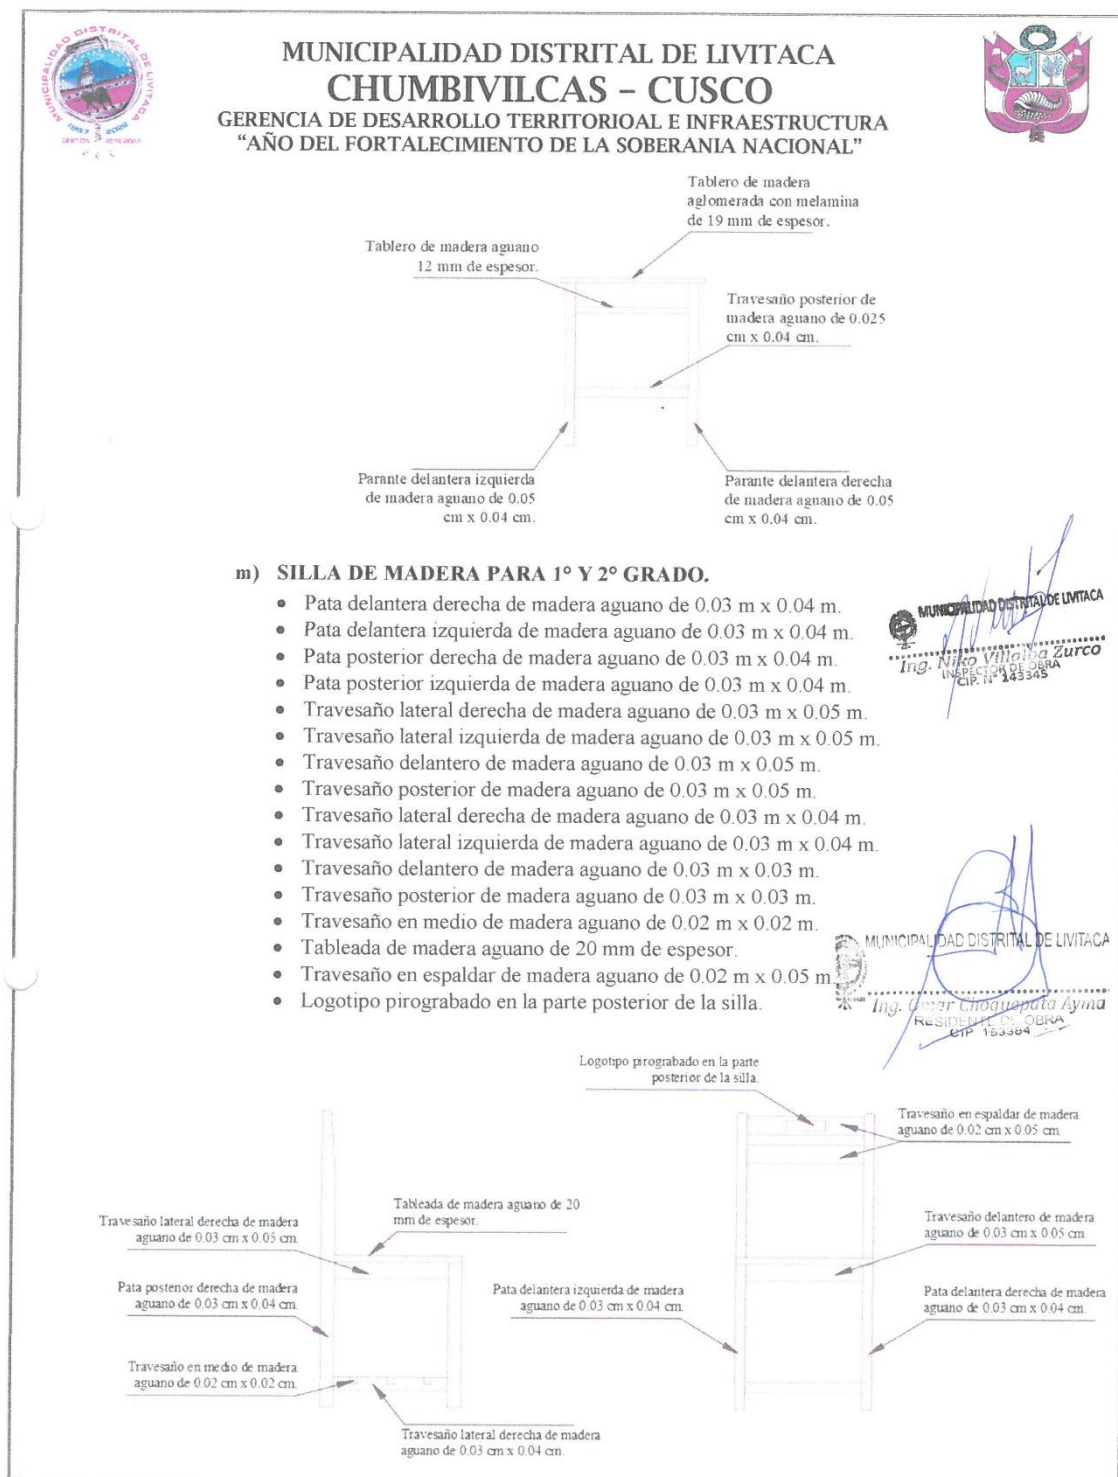 MUNICIPALIDAD DISTRITAL DE LIVITACA
CHUMBIVILCAS – CUSCO
GERENCIA DE DESARROLLO TERRITORIOAL E INFRAESTRUCTURA
“AÑO DEL FORTALECIMIENTO DE LA SOBERANIA NACIONAL”
MUNICIPALIDAD DISTRITAL DE LIVITACA
Tablero de madera
aglomerada con melamina
de 19 mm de espesor.
Tablero de madera aguano
12 mm de espesor.
Travesaño posterior de
madera aguano de 0.025
cm x 0.04 cm.
Parante delantera izquierda
de madera aguano de 0.05
cm x 0.04 cm.
Parante delantera derecha
de madera aguano de 0.05
cm x 0.04 cm.
m) SILLA DE MADERA PARA 1° Y 2° GRADO.
• Pata delantera derecha de madera aguano de 0.03 m x 0.04 m.
• Pata delantera izquierda de madera aguano de 0.03 m x 0.04 m.
• Pata posterior derecha de madera aguano de 0.03 m x 0.04 m.
• Pata posterior izquierda de madera aguano de 0.03 m x 0.04 m.
• Travesaño lateral derecha de madera aguano de 0.03 m x 0.05 m.
• Travesaño lateral izquierda de madera aguano de 0.03 m x 0.05 m.
• Travesaño delantero de madera aguano de 0.03 m x 0.05 m.
• Travesaño posterior de madera aguano de 0.03 m x 0.05 m.
• Travesaño lateral derecha de madera aguano de 0.03 m x 0.04 m.
• Travesaño lateral izquierda de madera aguano de 0.03 m x 0.04 m.
• Travesaño delantero de madera aguano de 0.03 m x 0.03 m.
• Travesaño posterior de madera aguano de 0.03 m x 0.03 m.
• Travesaño en medio de madera aguano de 0.02 m x 0.02 m.
• Tableada de madera aguano de 20 mm de espesor.
• Travesaño en espaldar de madera aguano de 0.02 m x 0.05 m.
• Logotipo pirograbado en la parte posterior de la silla.
MUNICIPALIDAD DISTRITAL DE LIVITACA
Ing. Niko Villalba Zurco
INSPECTOR DE OBRA
CIP. N° 143345
MUNICIPALIDAD DISTRITAL DE LIVITACA
Ing. Omar Choquepata Ayma
RESIDENTE DE OBRA
CIP 153364
Logotipo pirograbado en la parte
posterior de la silla.
Travesaño en espaldar de madera
aguano de 0.02 cm x 0.05 cm.
Tableada de madera aguano de 20
mm de espesor.
Travesaño lateral derecha de madera
aguano de 0.03 cm x 0.05 cm.
Travesaño delantero de madera
aguano de 0.03 cm x 0.05 cm
Pata posterior derecha de madera
aguano de 0.03 cm x 0.04 cm.
Pata delantera izquierda de madera
aguano de 0.03 cm x 0.04 cm.
Pata delantera derecha de madera
aguano de 0.03 cm x 0.04 cm.
Travesaño en medio de madera
aguano de 0.02 cm x 0.02 cm.
Travesaño lateral derecha de madera
aguano de 0.03 cm x 0.04 cm.